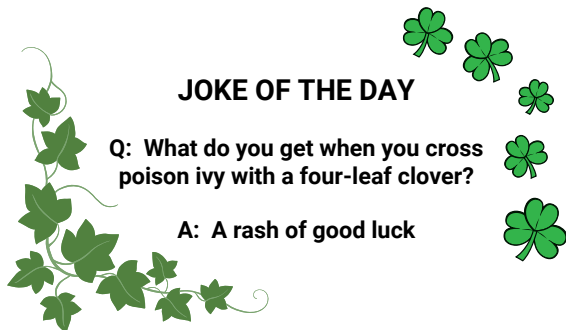 JOKE OF THE DAY
Q: What do you get when you cross
poison ivy with a four-leaf clover?
A: A rash of good luck